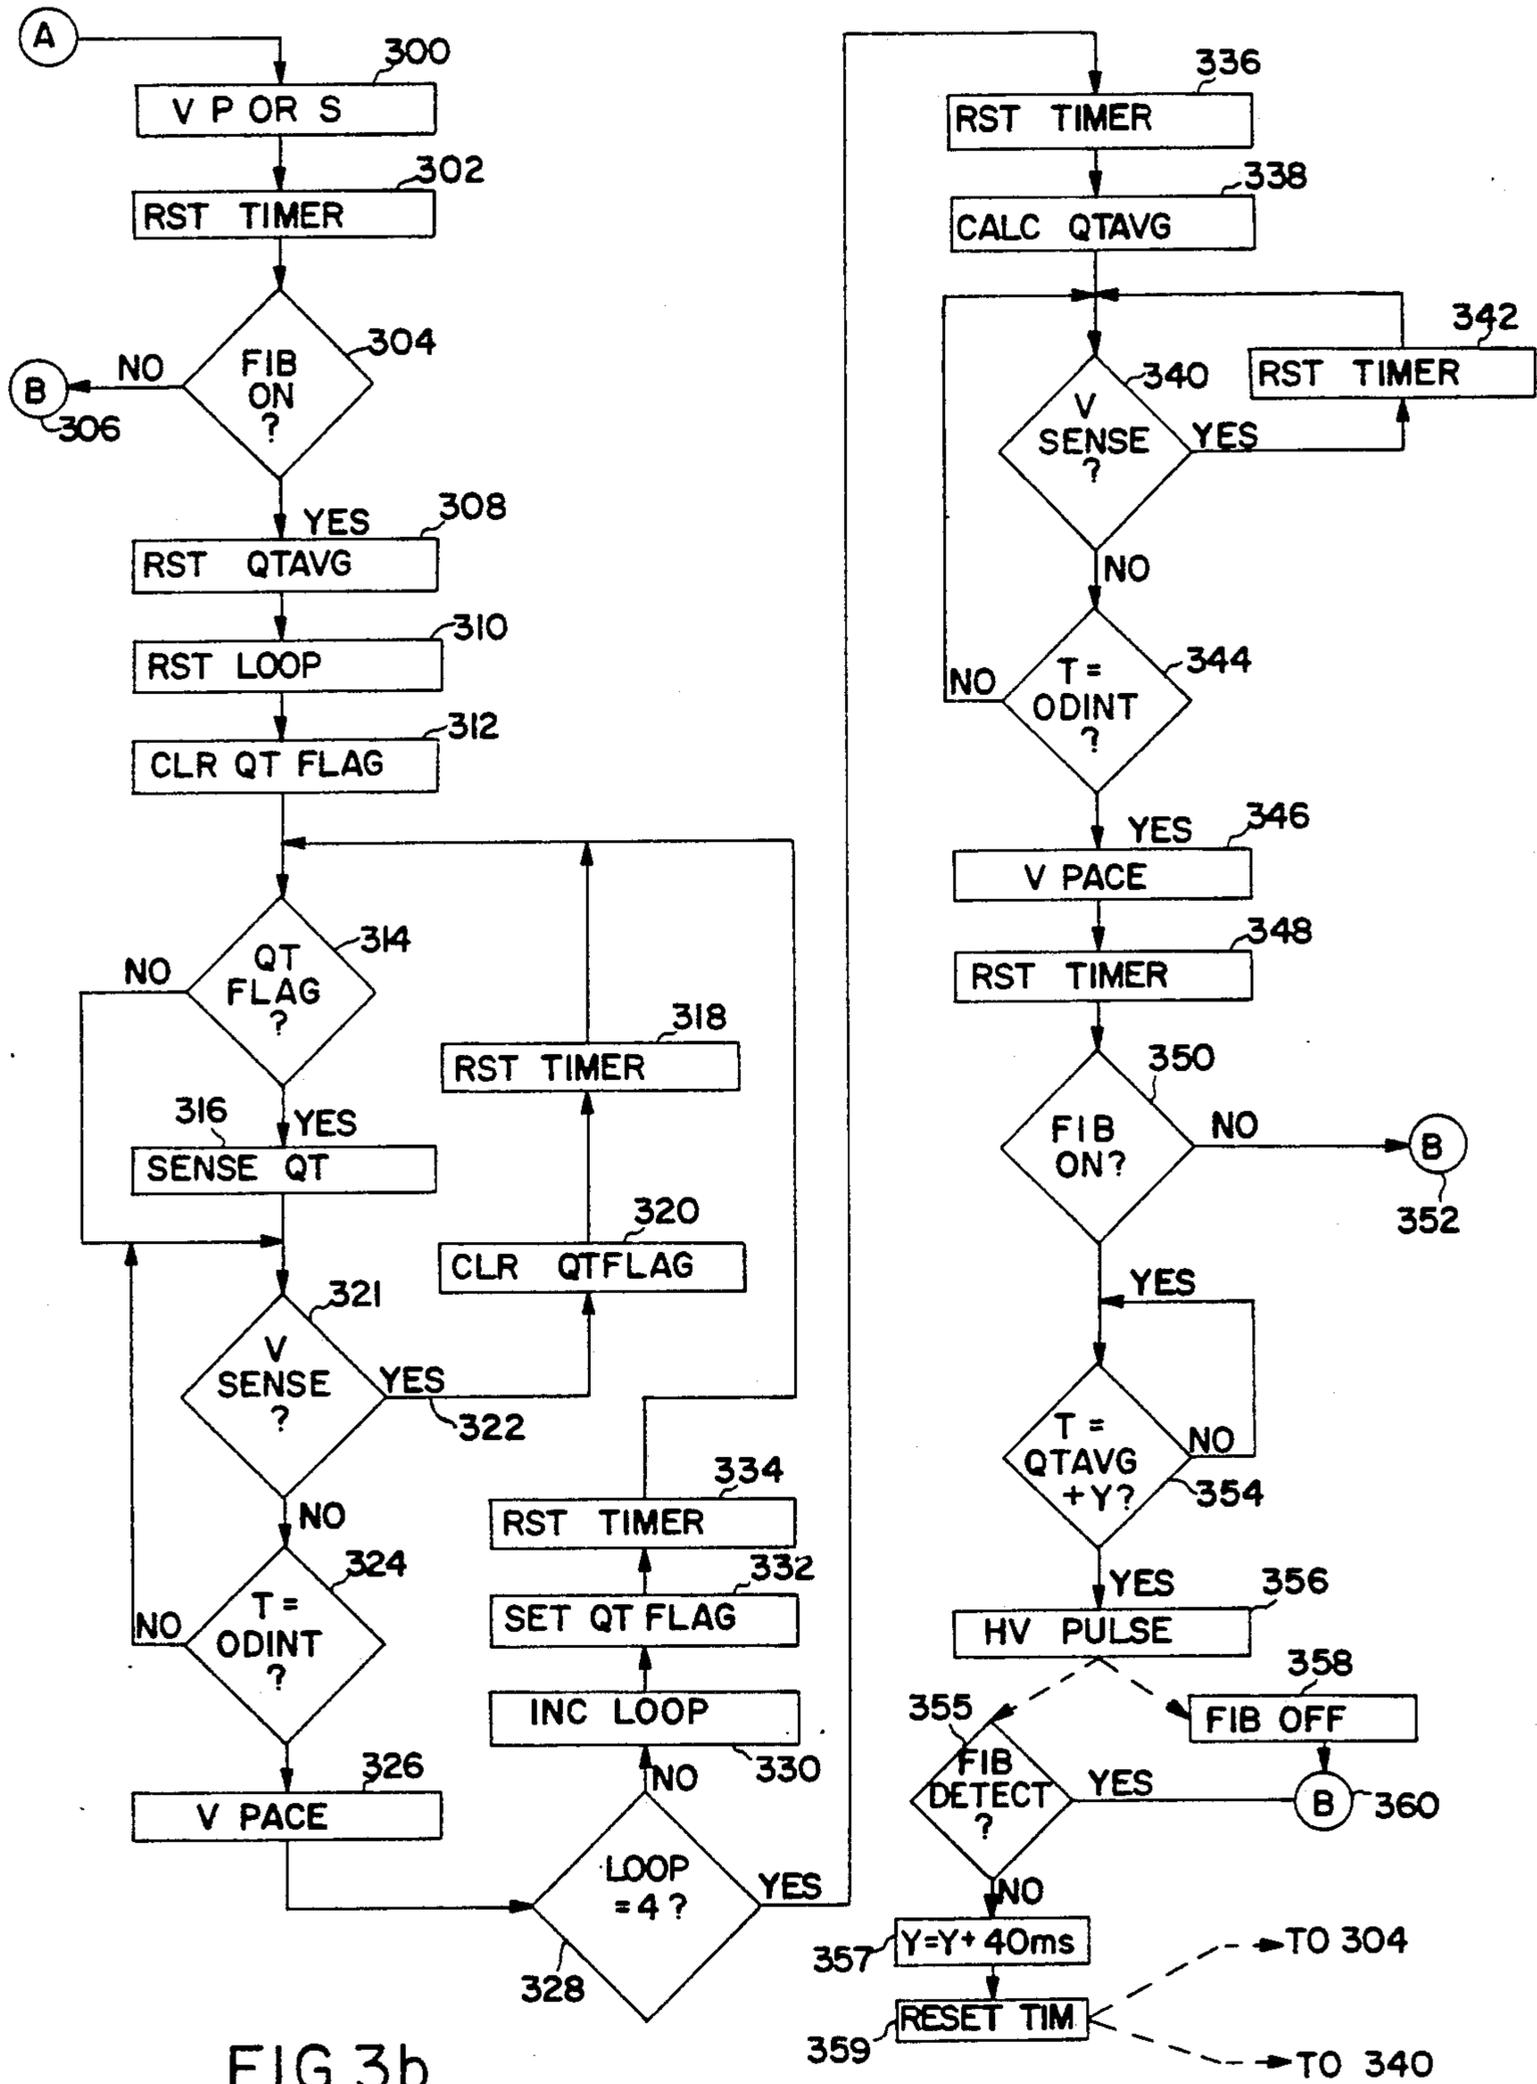 A
300
V P OR S
302
RST TIMER
304
FIB
ON
?
NO
B
306
YES
308
RST QTAVG
310
RST LOOP
312
CLR QT FLAG
314
QT
FLAG
?
NO
YES
316
SENSE QT
318
RST TIMER
320
CLR QTFLAG
321
V
SENSE
?
YES
322
NO
324
T =
ODINT
?
NO
326
V PACE
334
RST TIMER
332
SET QT FLAG
INC LOOP
330
NO
LOOP
= 4 ?
YES
328
336
RST TIMER
338
CALC QTAVG
342
RST TIMER
340
V
SENSE
?
YES
NO
344
T =
ODINT
?
NO
YES
346
V PACE
348
RST TIMER
350
FIB
ON?
NO
B
352
YES
T =
QTAVG
+ Y?
NO
354
YES
356
HV PULSE
358
FIB OFF
355
FIB
DETECT
?
YES
B
360
NO
Y=Y+ 40ms
357
RESET TIM
359
TO 304
TO 340
FIG 3b